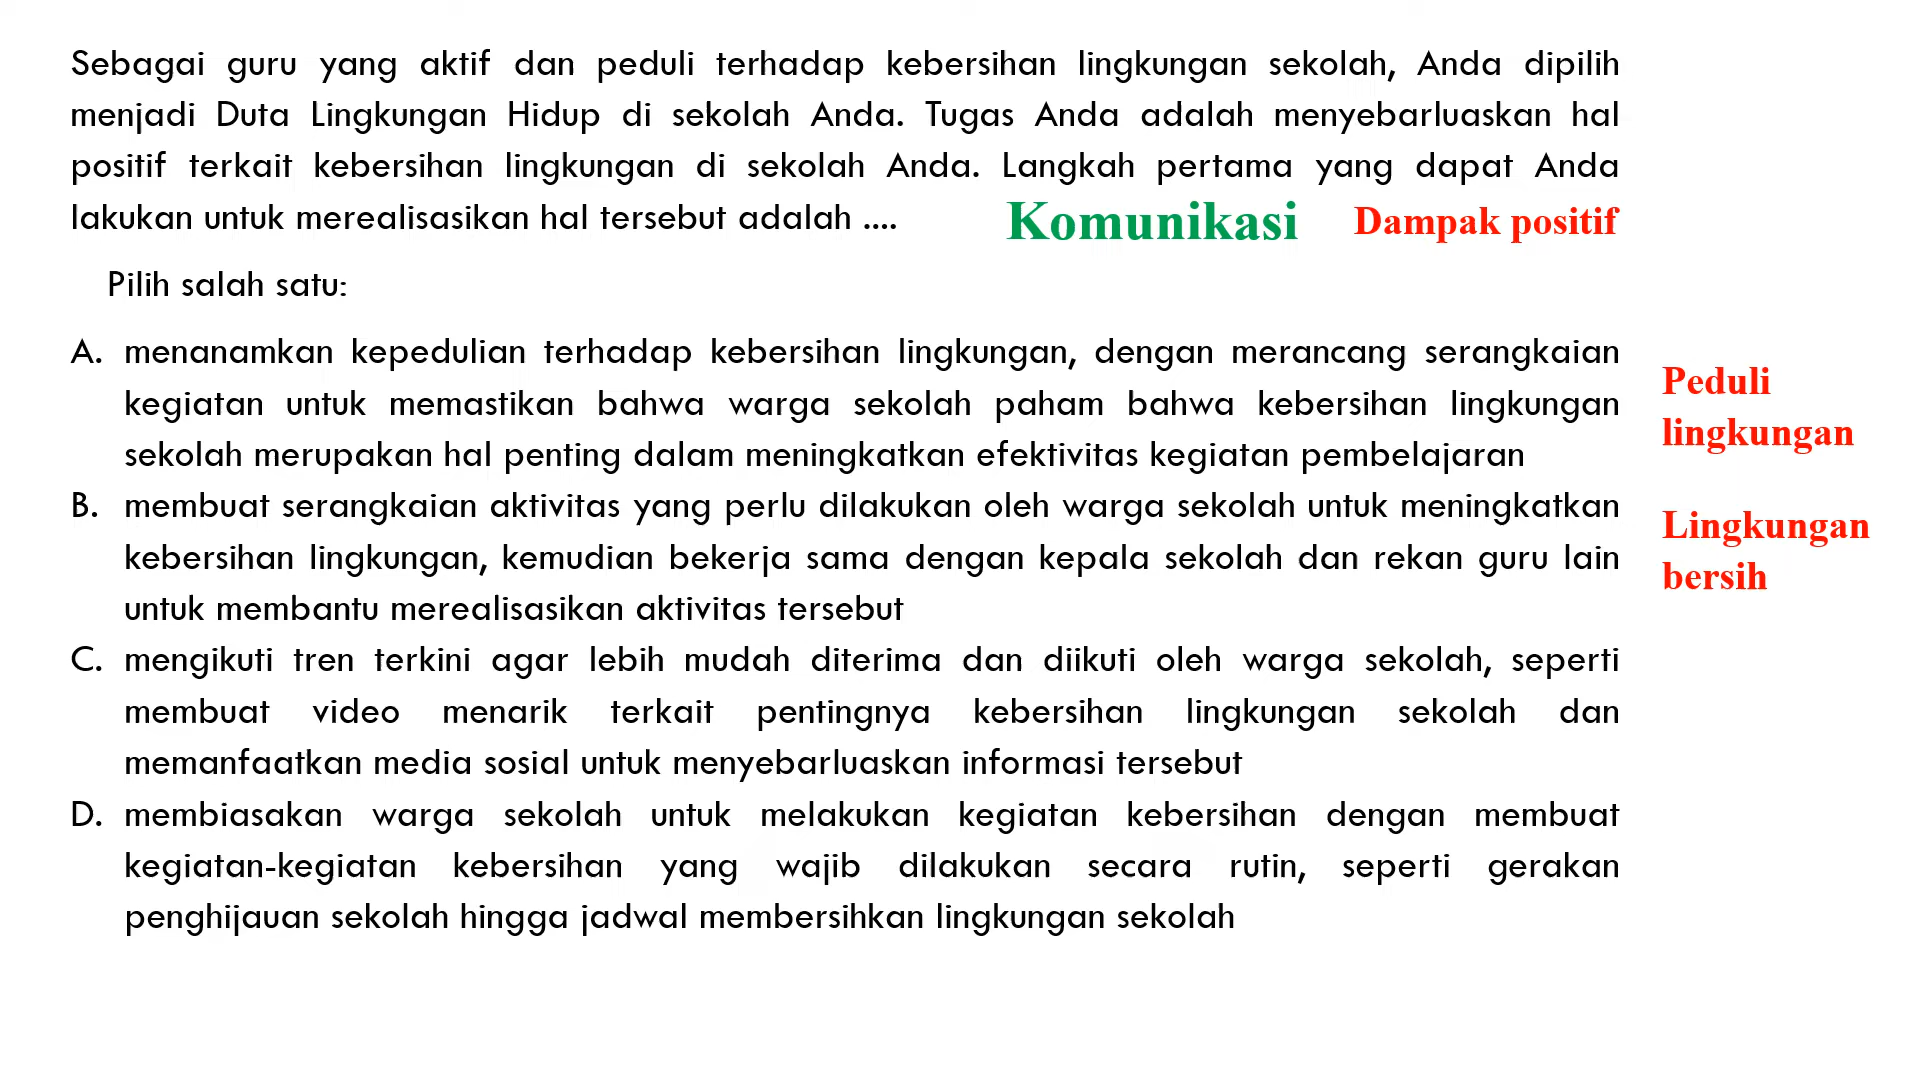 Sebagai guru yang aktif dan peduli terhadap kebersihan lingkungan sekolah, Anda dipilih
menjadi Duta Lingkungan Hidup di sekolah Anda. Tugas Anda adalah menyebarluaskan hal
positif terkait kebersihan lingkungan di sekolah Anda. Langkah pertama yang dapat Anda
lakukan untuk merealisasikan hal tersebut adalah ....
Komunikasi
Dampak positif
Pilih salah satu:
A. menanamkan kepedulian terhadap kebersihan lingkungan, dengan merancang serangkaian
kegiatan untuk memastikan bahwa warga sekolah paham bahwa kebersihan lingkungan
sekolah merupakan hal penting dalam meningkatkan efektivitas kegiatan pembelajaran
Peduli
lingkungan
B. membuat serangkaian aktivitas yang perlu dilakukan oleh warga sekolah untuk meningkatkan
kebersihan lingkungan, kemudian bekerja sama dengan kepala sekolah dan rekan guru lain
untuk membantu merealisasikan aktivitas tersebut
Lingkungan
bersih
C. mengikuti tren terkini agar lebih mudah diterima dan diikuti oleh warga sekolah, seperti
membuat video menarik terkait pentingnya kebersihan lingkungan sekolah dan
memanfaatkan media sosial untuk menyebarluaskan informasi tersebut
D. membiasakan warga sekolah untuk melakukan kegiatan kebersihan dengan membuat
kegiatan-kegiatan kebersihan yang wajib dilakukan secara rutin, seperti gerakan
penghijauan sekolah hingga jadwal membersihkan lingkungan sekolah